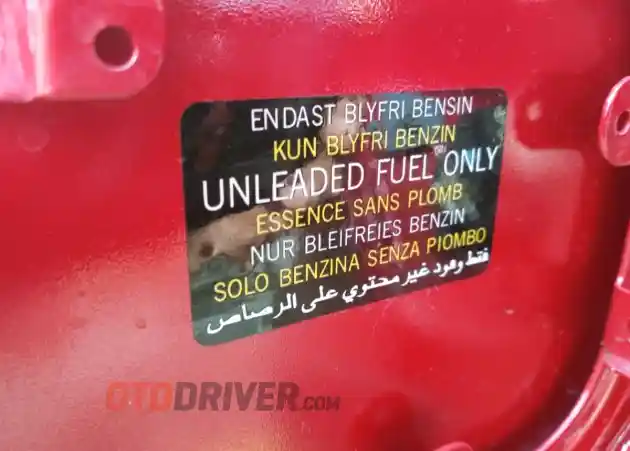 ENDAST BLYFRI BENSIN
KUN BLYFRI BENZIN
UNLEADED FUEL ONLY
ESSENCE SANS PLOMB
NUR BLEIFREIES BENZIN
SOLO BENZINA SENZA PIOMBO
فقط وقود غير محتوي على الرصاص
OTODRIVER.COM